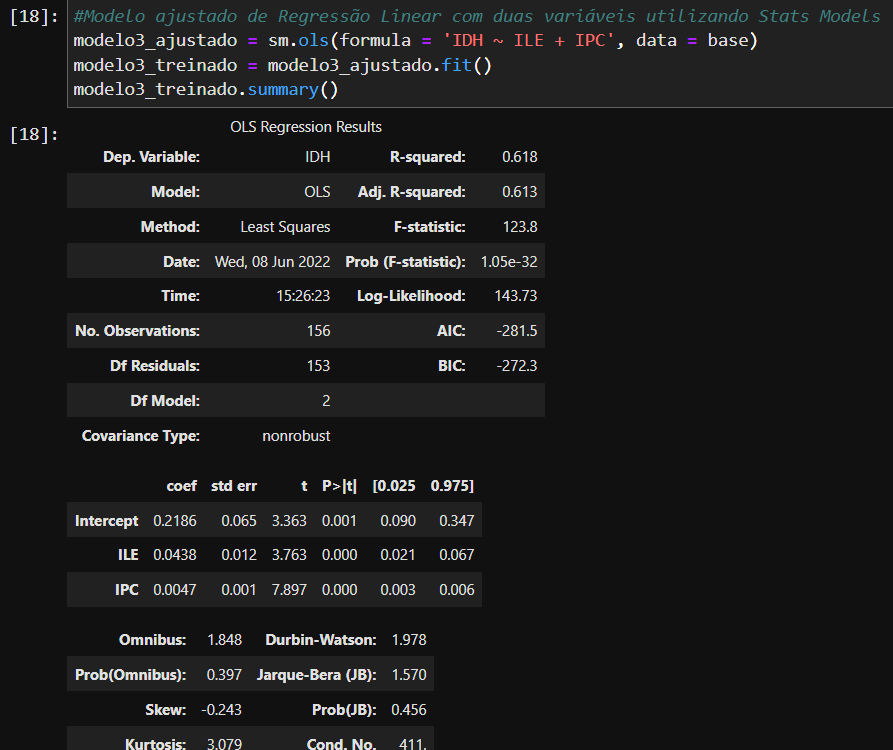 [18]: #Modelo ajustado de Regressão Linear com duas variáveis utilizando Stats Models
modelo3_ajustado = sm.ols(formula = 'IDH ~ ILE + IPC', data = base)
modelo3_treinado = modelo3_ajustado.fit()
modelo3_treinado.summary()
[18]: OLS Regression Results
Dep. Variable: IDH R-squared: 0.618
Model: OLS Adj. R-squared: 0.613
Method: Least Squares F-statistic: 123.8
Date: Wed, 08 Jun 2022 Prob (F-statistic): 1.05e-32
Time: 15:26:23 Log-Likelihood: 143.73
No. Observations: 156 AIC: -281.5
Df Residuals: 153 BIC: -272.3
Df Model: 2
Covariance Type: nonrobust
coef std err t P>|t| [0.025 0.975]
Intercept 0.2186 0.065 3.363 0.001 0.090 0.347
ILE 0.0438 0.012 3.763 0.000 0.021 0.067
IPC 0.0047 0.001 7.897 0.000 0.003 0.006
Omnibus: 1.848 Durbin-Watson: 1.978
Prob(Omnibus): 0.397 Jarque-Bera (JB): 1.570
Skew: -0.243 Prob(JB): 0.456
Kurtosis: 3.079 Cond. No. 411.